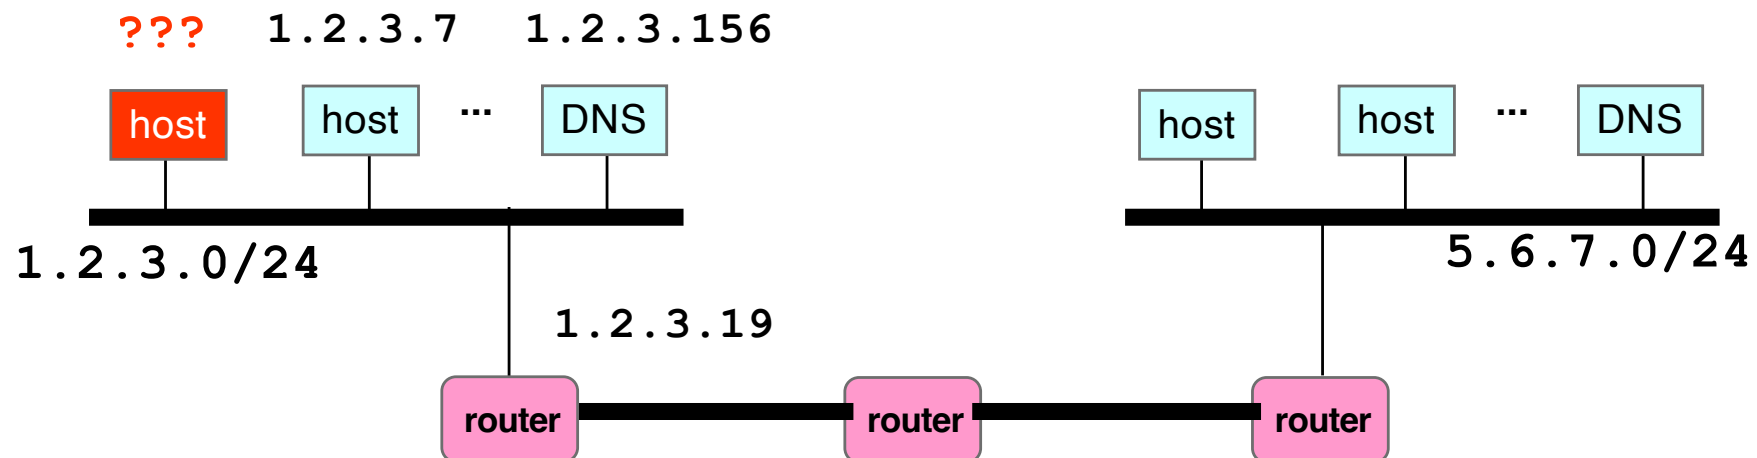 ??? 1.2.3.7 1.2.3.156
host host ... DNS host host ... DNS
1.2.3.0/24 5.6.7.0/24
1.2.3.19
router router router